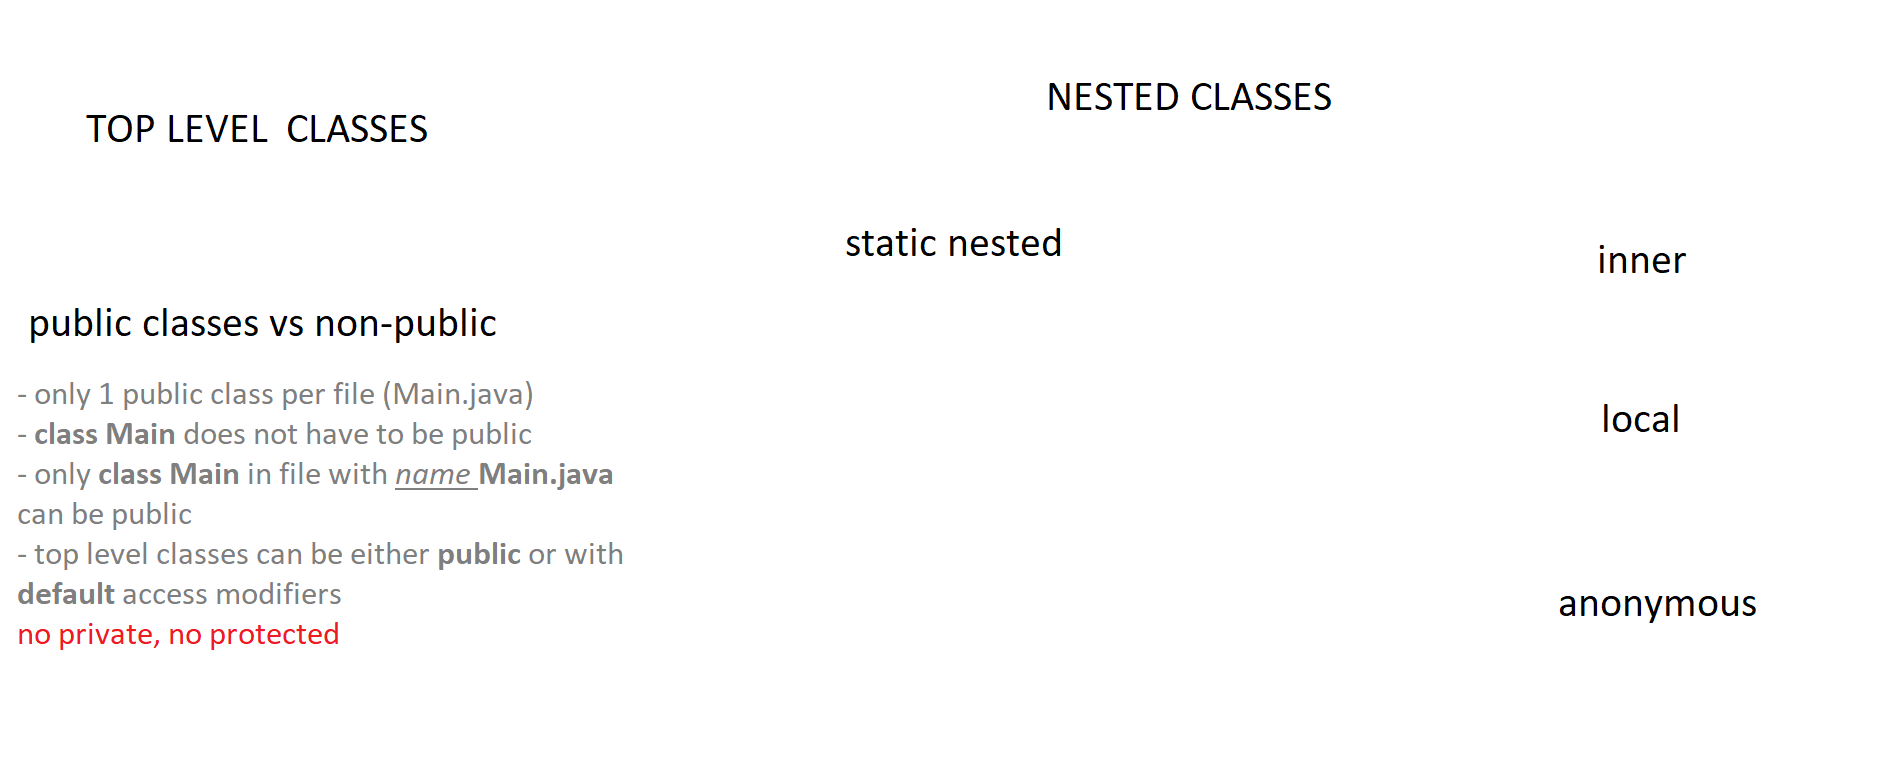 TOP LEVEL  CLASSES
public classes vs non-public
- only 1 public class per file (Main.java)
- class Main does not have to be public
- only class Main in file with name Main.java
can be public
- top level classes can be either public or with
default access modifiers
no private, no protected
NESTED CLASSES
static nested
inner
local
anonymous